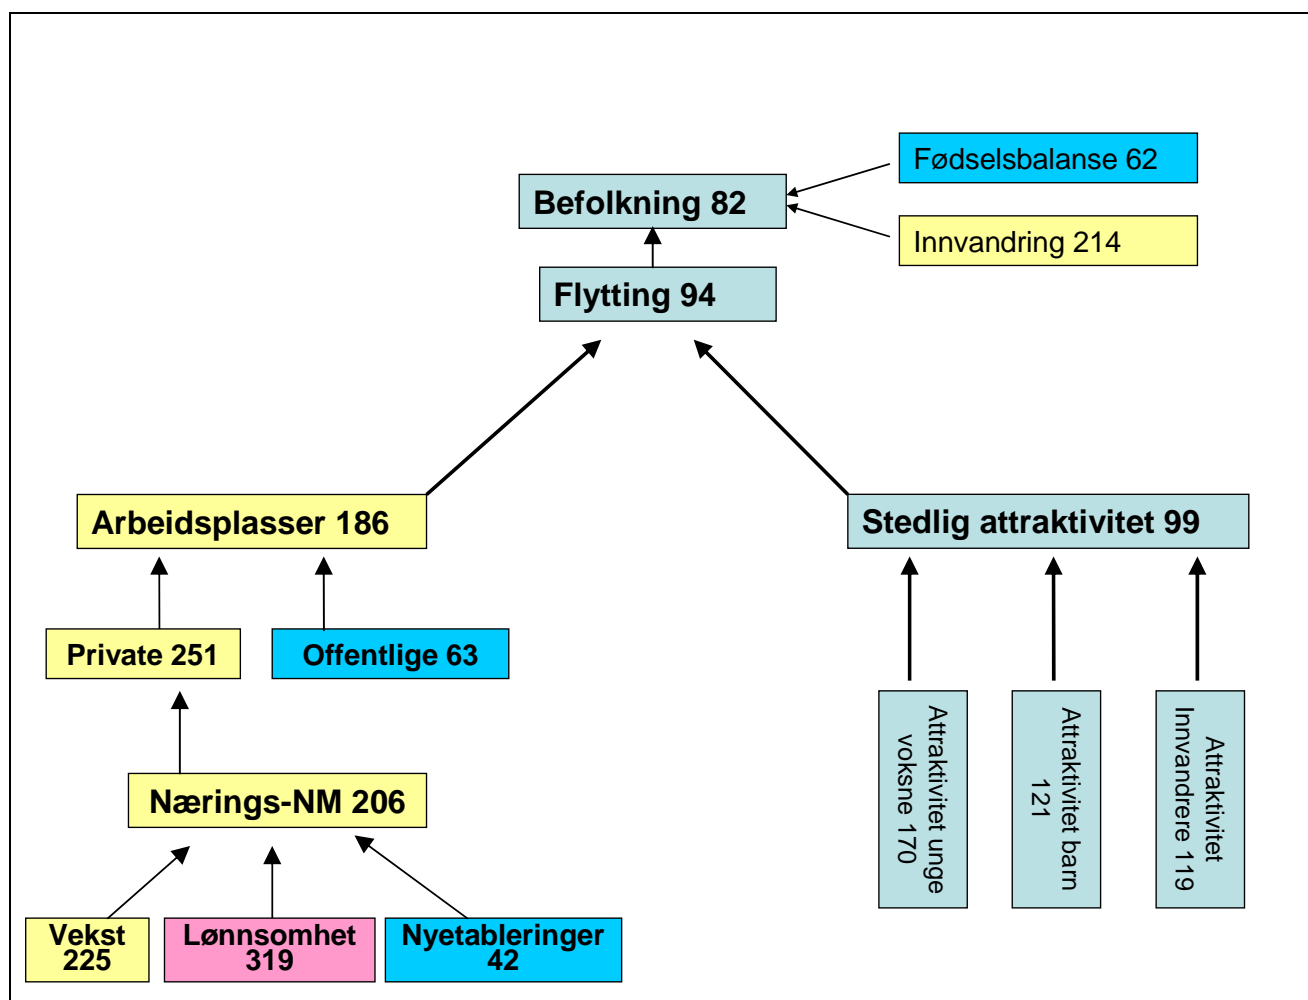 Fødselsbalanse 62
Befolkning 82
Innvandring 214
Flytting 94
Arbeidsplasser 186
Stedlig attraktivitet 99
Private 251
Offentlige 63
Attraktivitet unge
voksne 170
Attraktivitet barn
121
Attraktivitet
Innvandrere 119
Nærings-NM 206
Vekst
225
Lønnsomhet
319
Nyetableringer
42